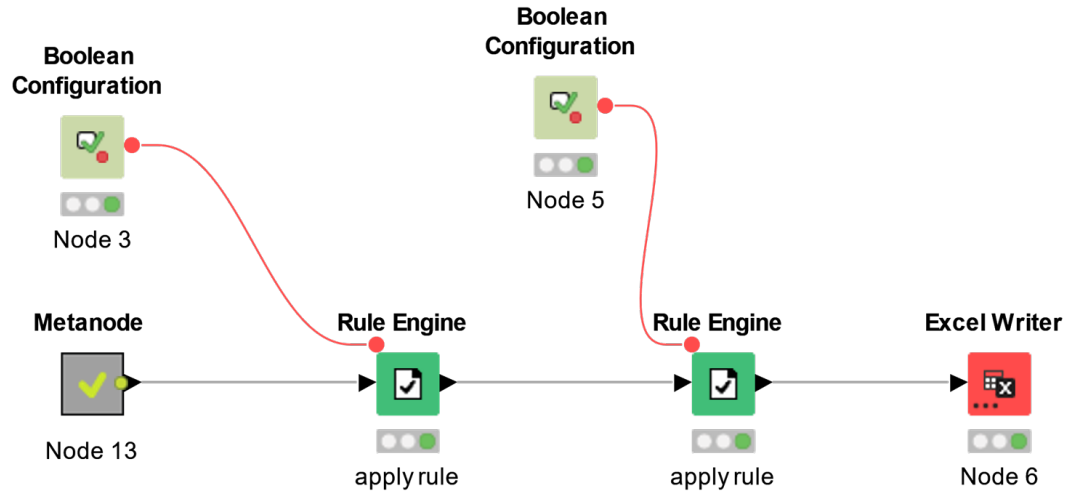 Boolean
Configuration
Node 3
Boolean
Configuration
Node 5
Metanode
Node 13
Rule Engine
apply rule
Rule Engine
apply rule
Excel Writer
Node 6